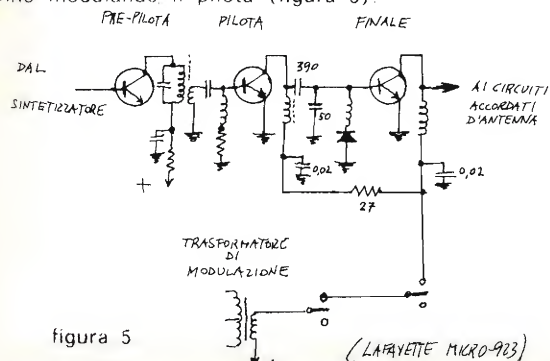 modulando il pilota (figura 5).
PRE-PILOTA PILOTA FINALE
DAL
SINTETIZZATORE
390
50
AI CIRCUITI
ACCORDATI
D'ANTENNA
0,02
0,02
+
27
TRASFORMATORE
DI
MODULAZIONE
figura 5
(LAFAYETTE MICRO-923)